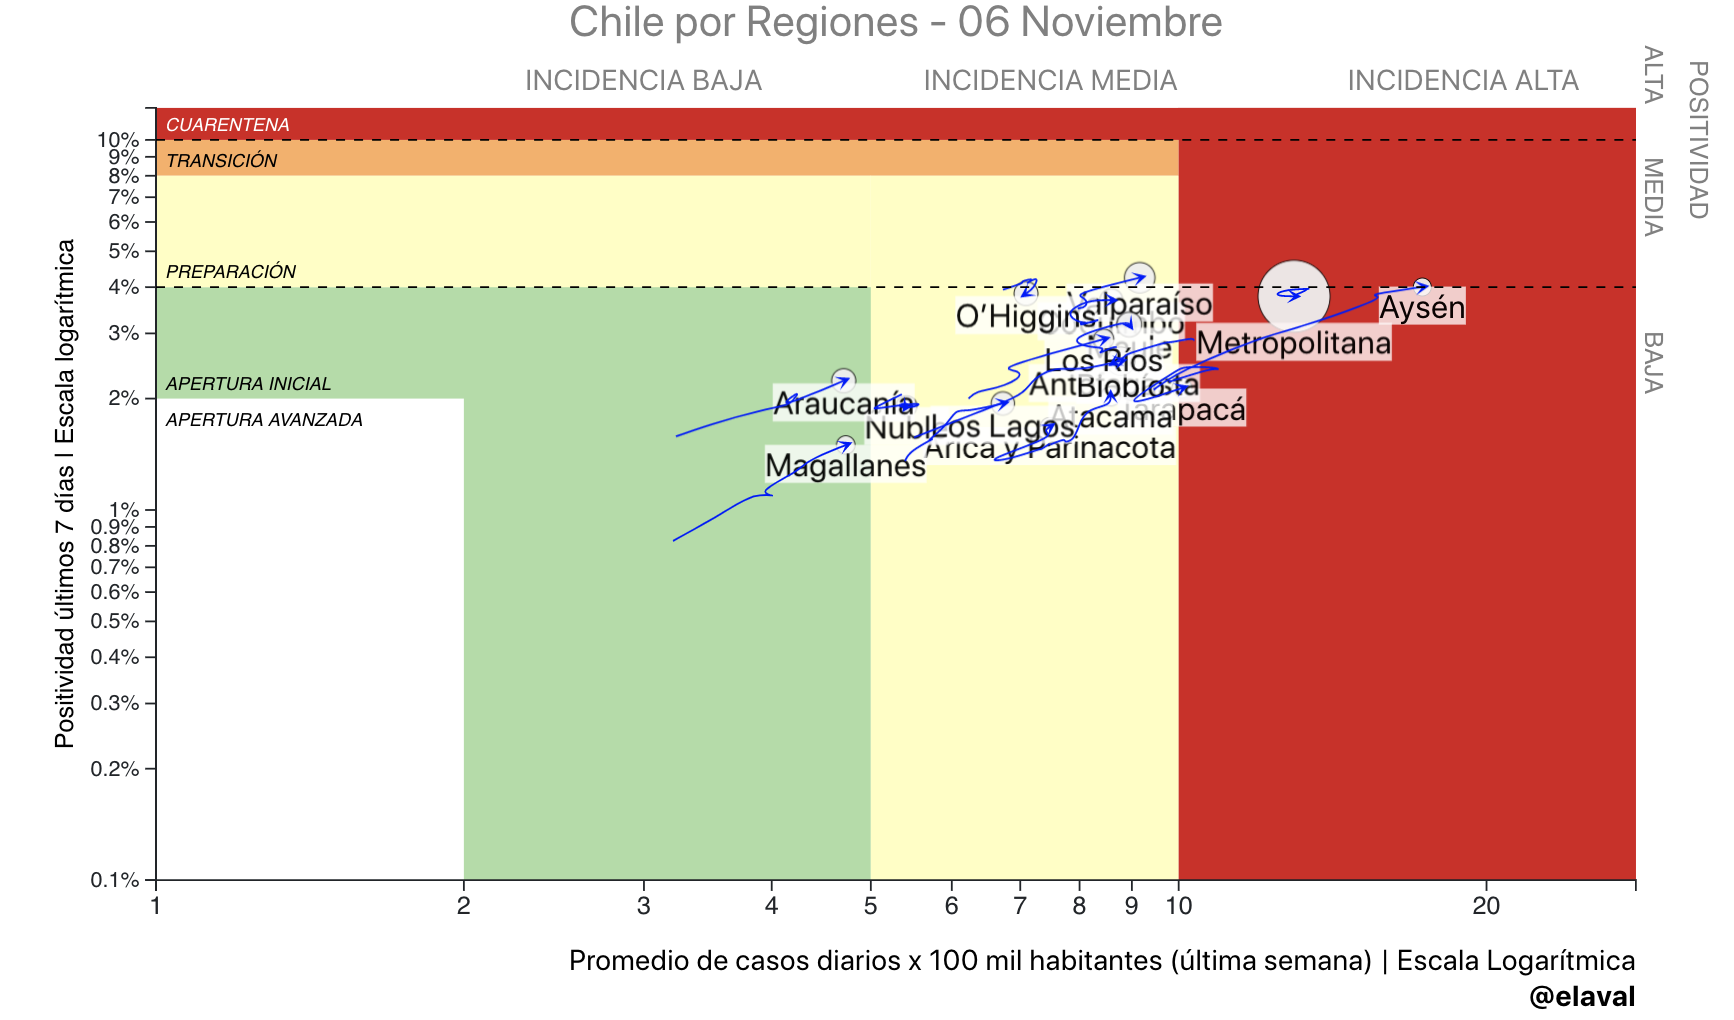 Chile por Regiones - 06 Noviembre
INCIDENCIA BAJA
INCIDENCIA MEDIA
INCIDENCIA ALTA
ALTA
MEDIA
BAJA
POSITIVIDAD
CUARENTENA
TRANSICIÓN
PREPARACIÓN
APERTURA INICIAL
APERTURA AVANZADA
Positividad últimos 7 días | Escala logarítmica
10%
9%
8%
7%
6%
5%
4%
3%
2%
1%
0.9%
0.8%
0.7%
0.6%
0.5%
0.4%
0.3%
0.2%
0.1%
Valparaíso
O’Higgins
Aysén
Metropolitana
Los Ríos
Biobío
Araucanía
Tarapacá
Atacama
Los Lagos
Arica y Parinacota
Magallanes
1 2 3 4 5 6 7 8 9 10 20
Promedio de casos diarios x 100 mil habitantes (última semana) | Escala Logarítmica
@elaval